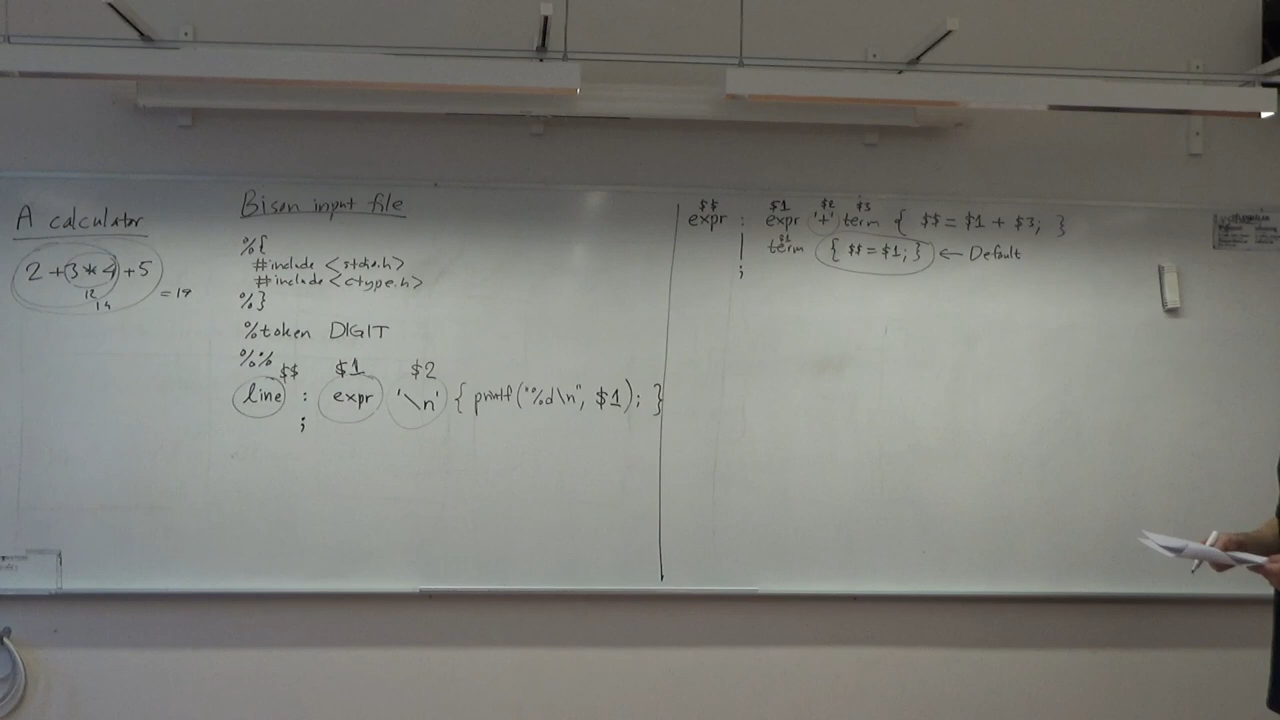 A calculator
2 + 3 * 4 + 5
12
14
= 19
Bison input file
%{
#include <stdio.h>
#include <ctype.h>
%}
%token DIGIT
%%
$$ $1 $2
line : expr '\n' { printf("%d\n", $1); }
;
$$ $1 $2 $3
expr : expr '+' term { $$ = $1 + $3; }
$1
| term { $$ = $1; } ← Default
;